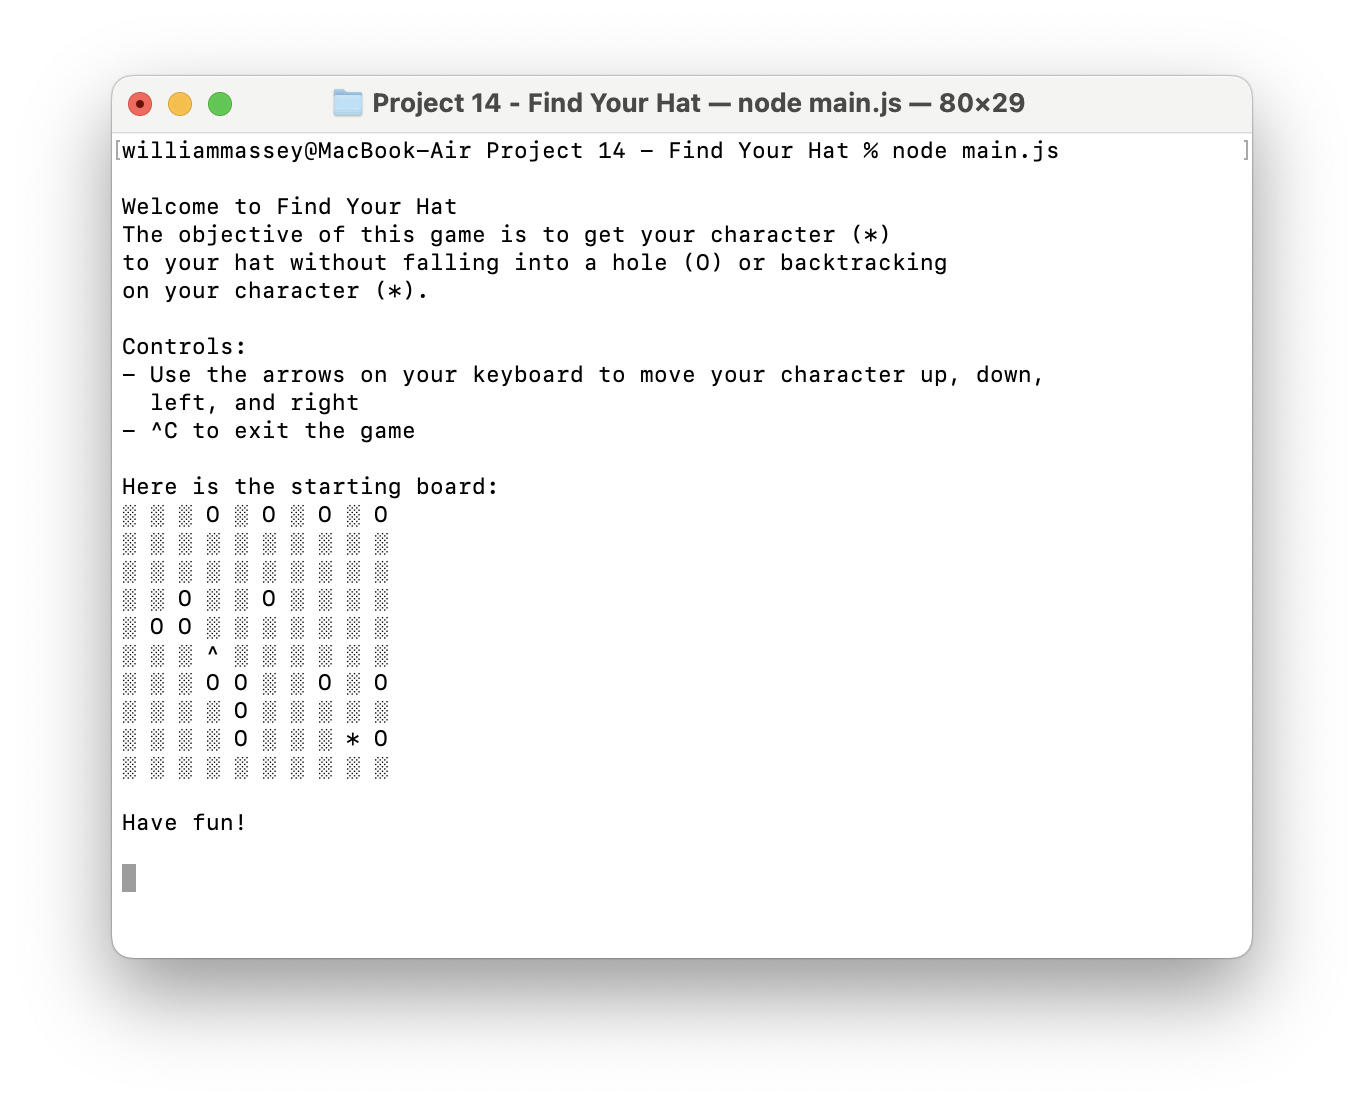 Project 14 - Find Your Hat — node main.js — 80×29
[williammassey@MacBook-Air Project 14 - Find Your Hat % node main.js ]
Welcome to Find Your Hat
The objective of this game is to get your character (*)
to your hat without falling into a hole (O) or backtracking
on your character (*).
Controls:
- Use the arrows on your keyboard to move your character up, down,
left, and right
- ^C to exit the game
Here is the starting board:
░ ░ ░ O ░ O ░ O ░ O
░ ░ ░ ░ ░ ░ ░ ░ ░ ░
░ ░ ░ ░ ░ ░ ░ ░ ░ ░
░ ░ O ░ ░ O ░ ░ ░ ░
░ O O ░ ░ ░ ░ ░ ░ ░
░ ░ ░ ^ ░ ░ ░ ░ ░ ░
░ ░ ░ O O ░ ░ O ░ O
░ ░ ░ ░ O ░ ░ ░ ░ ░
░ ░ ░ ░ O ░ ░ ░ * O
░ ░ ░ ░ ░ ░ ░ ░ ░ ░
Have fun!